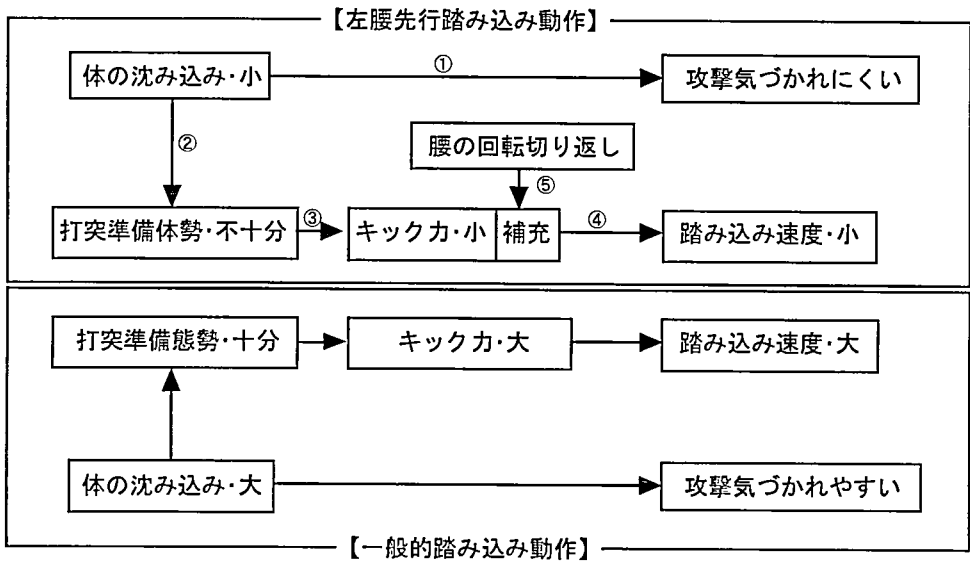 【左腰先行踏み込み動作】
体の沈み込み・小
①
攻撃気づかれにくい
②
腰の回転切り返し
⑤
打突準備体勢・不十分
③
キック力・小
補充
④
踏み込み速度・小
打突準備態勢・十分
キック力・大
踏み込み速度・大
体の沈み込み・大
攻撃気づかれやすい
【一般的踏み込み動作】